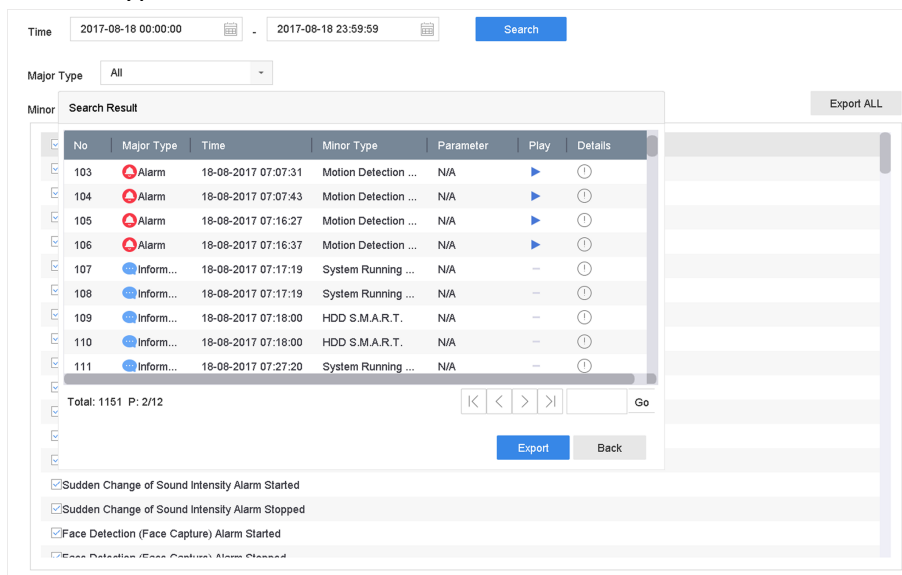 Time 2017-08-18 00:00:00 - 2017-08-18 23:59:59 Search
Major Type All
Minor Export ALL
Search Result
No Major Type Time Minor Type Parameter Play Details
103 Alarm 18-08-2017 07:07:31 Motion Detection ... N/A
104 Alarm 18-08-2017 07:07:43 Motion Detection ... N/A
105 Alarm 18-08-2017 07:16:27 Motion Detection ... N/A
106 Alarm 18-08-2017 07:16:37 Motion Detection ... N/A
107 Inform... 18-08-2017 07:17:19 System Running ... N/A —
108 Inform... 18-08-2017 07:17:19 System Running ... N/A —
109 Inform... 18-08-2017 07:18:00 HDD S.M.A.R.T. N/A —
110 Inform... 18-08-2017 07:18:00 HDD S.M.A.R.T. N/A —
111 Inform... 18-08-2017 07:27:20 System Running ... N/A —
Total: 1151 P: 2/12 Go
Export Back
Sudden Change of Sound Intensity Alarm Started
Sudden Change of Sound Intensity Alarm Stopped
Face Detection (Face Capture) Alarm Started
Face Detection (Face Capture) Alarm Stopped